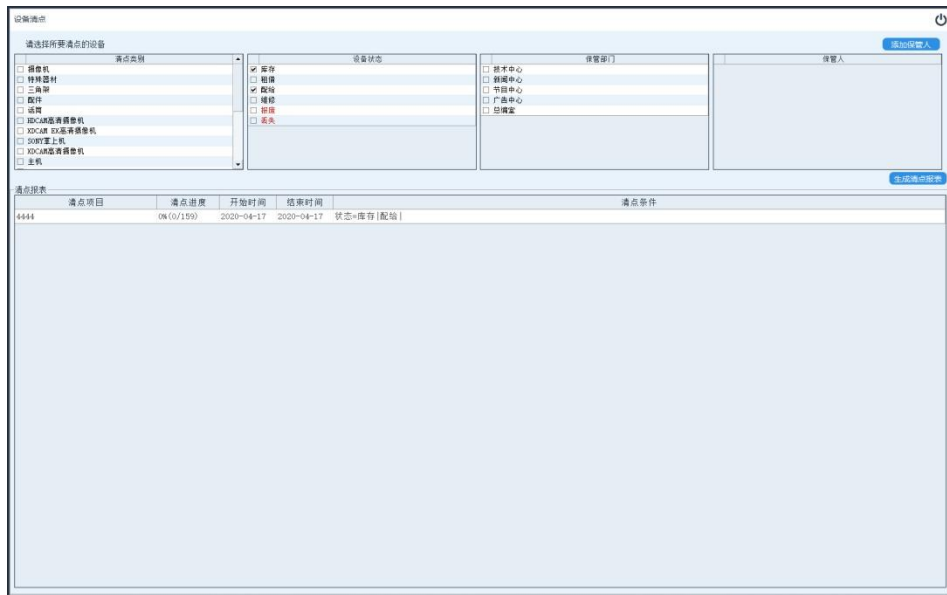 设备清点
请选择所要清点的设备
添加保管人
清点类别
摄像机
特殊器材
三角架
配件
话筒
HDCAM高清摄像机
XDCAM EX高清摄像机
SONY掌上机
XDCAM高清摄像机
主机
设备状态
库存
租借
配给
维修
报废
丢失
保管部门
技术中心
新闻中心
节目中心
广告中心
总编室
保管人
生成清点报表
清点报表
清点项目 清点进度 开始时间 结束时间 清点条件
4444 0%(0/159) 2020-04-17 2020-04-17 状态=库存|配给|